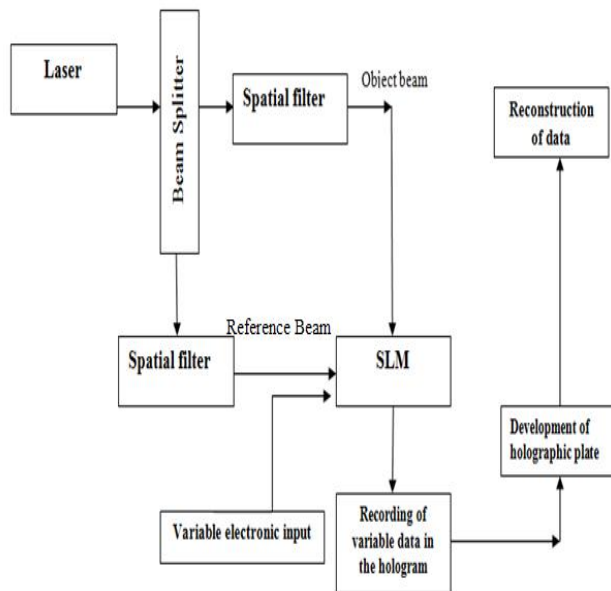 Laser
Beam Splitter
Spatial filter
Object beam
Reconstruction
of data
Reference Beam
Spatial filter
SLM
Development of
holographic plate
Variable electronic input
Recording of
variable data in
the hologram